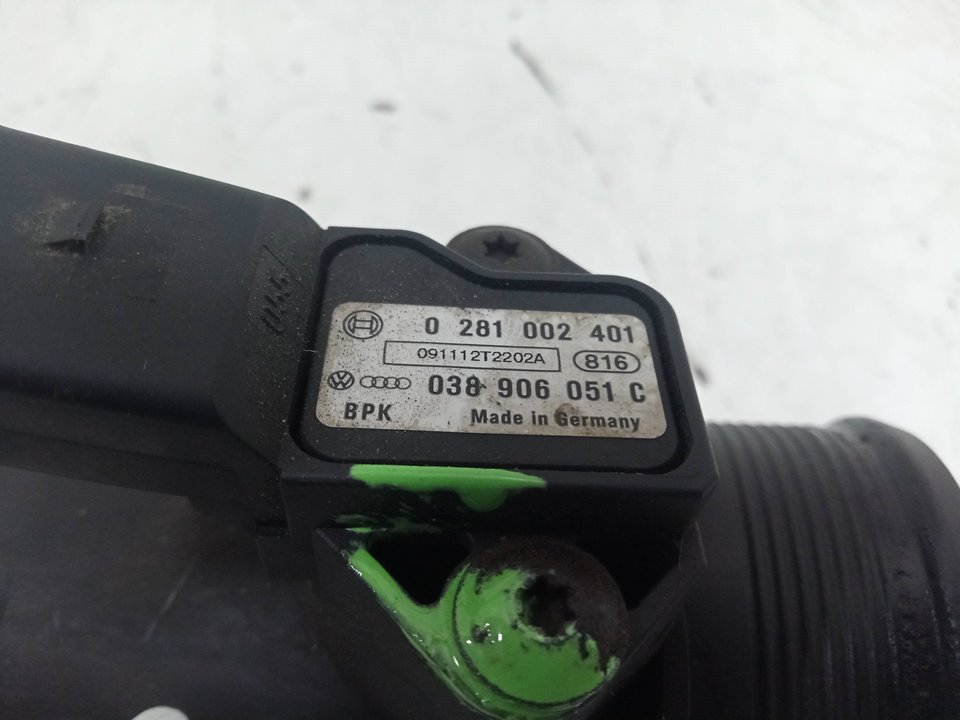 0 281 002 401
091112T2202A 816
038 906 051 C
BPK Made in Germany